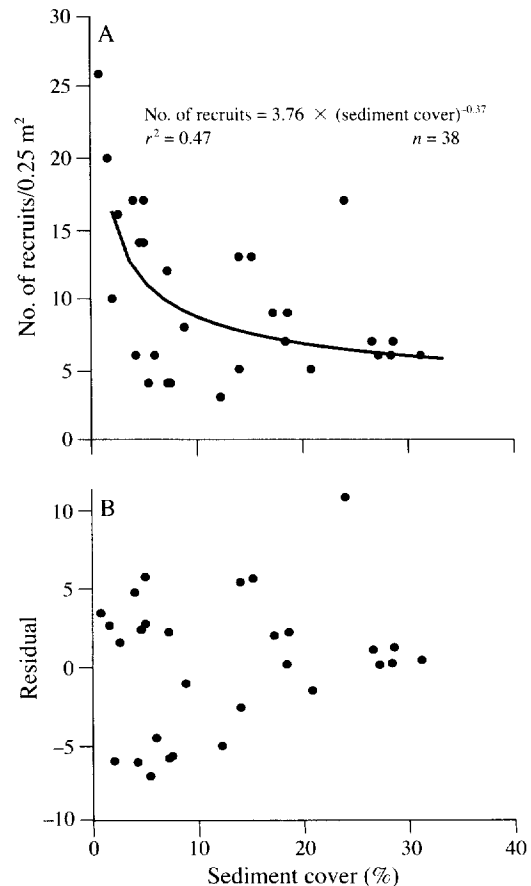 A
30
25
20
15
10
5
0
No. of recruits/0.25 m²
No. of recruits = 3.76 × (sediment cover)⁻⁰·³⁷
r² = 0.47 n = 38
B
10
5
0
−5
−10
Residual
0 10 20 30 40
Sediment cover (%)